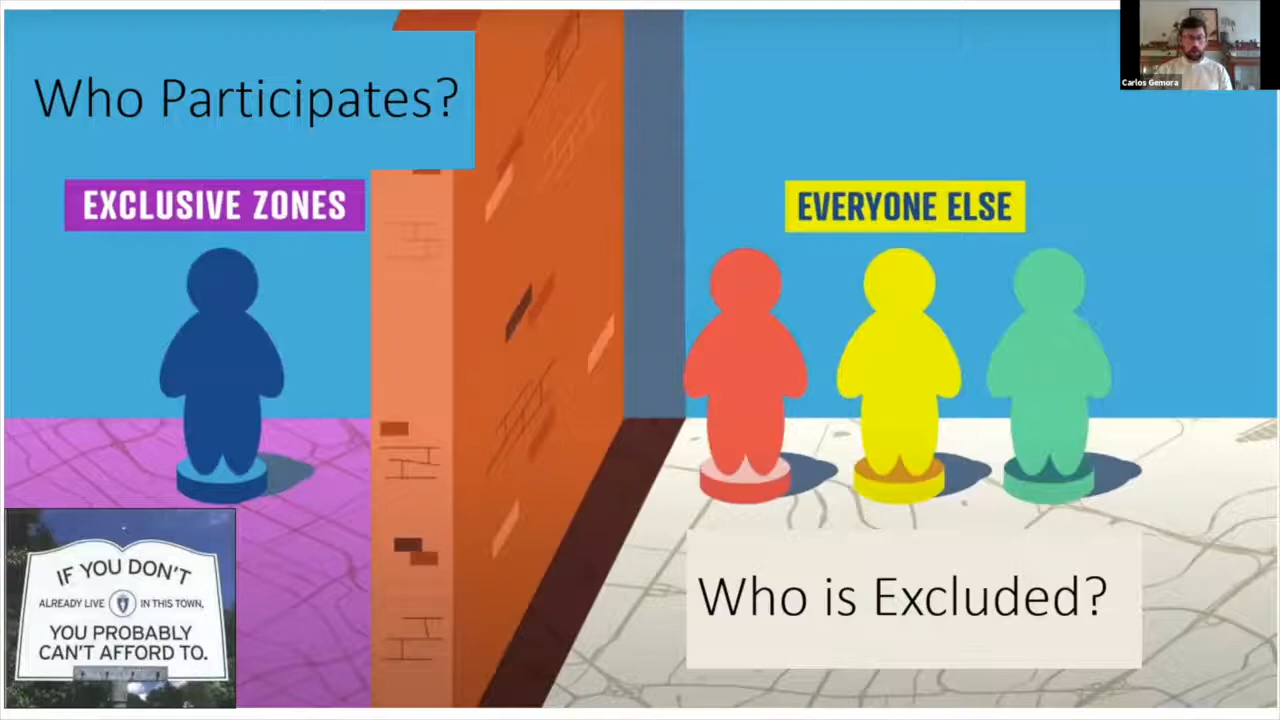 Who Participates?
Carlos Gemora
EXCLUSIVE ZONES
EVERYONE ELSE
IF YOU DON'T
ALREADY LIVE IN THIS TOWN,
YOU PROBABLY
CAN'T AFFORD TO.
Who is Excluded?